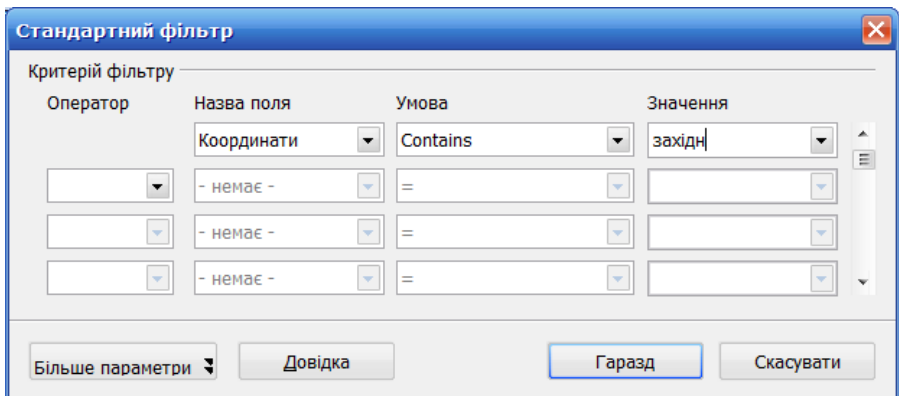 Стандартний фільтр
Критерій фільтру
Оператор Назва поля Умова Значення
Координати Contains західн
- немає - =
- немає - =
- немає - =
Більше параметри Довідка Гаразд Скасувати